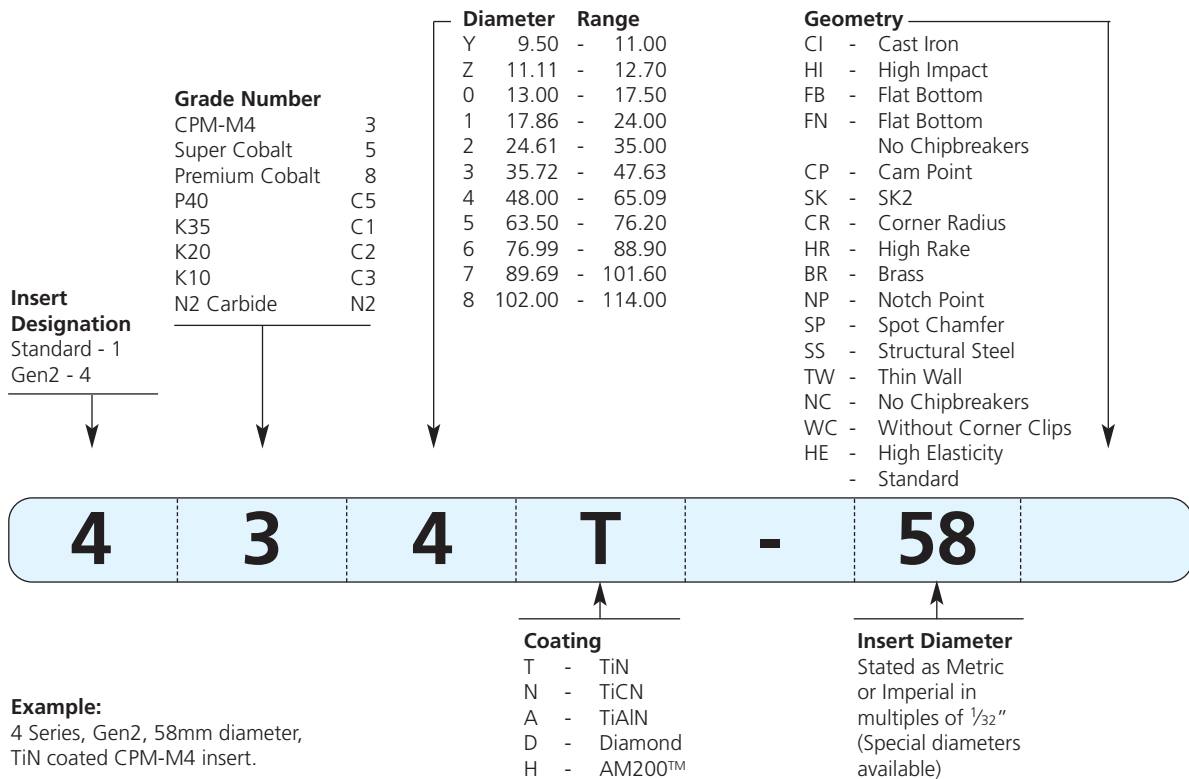 Insert
Designation
Standard - 1
Gen2 - 4
Grade Number
CPM-M4 3
Super Cobalt 5
Premium Cobalt 8
P40 C5
K35 C1
K20 C2
K10 C3
N2 Carbide N2
Diameter Range
Y 9.50 - 11.00
Z 11.11 - 12.70
0 13.00 - 17.50
1 17.86 - 24.00
2 24.61 - 35.00
3 35.72 - 47.63
4 48.00 - 65.09
5 63.50 - 76.20
6 76.99 - 88.90
7 89.69 - 101.60
8 102.00 - 114.00
Geometry
CI - Cast Iron
HI - High Impact
FB - Flat Bottom
FN - Flat Bottom
No Chipbreakers
CP - Cam Point
SK - SK2
CR - Corner Radius
HR - High Rake
BR - Brass
NP - Notch Point
SP - Spot Chamfer
SS - Structural Steel
TW - Thin Wall
NC - No Chipbreakers
WC - Without Corner Clips
HE - High Elasticity
- Standard
4 3 4 T - 58
Coating
T - TiN
N - TiCN
A - TiAlN
D - Diamond
H - AM200™
Insert Diameter
Stated as Metric
or Imperial in
multiples of 1⁄32"
(Special diameters
available)
Example:
4 Series, Gen2, 58mm diameter,
TiN coated CPM-M4 insert.